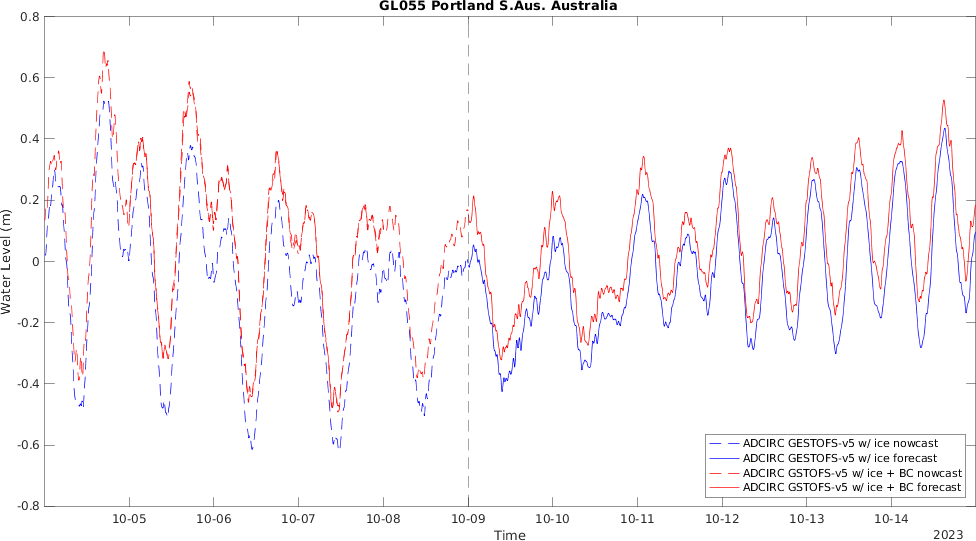 GL055 Portland S.Aus. Australia
0.8
0.6
0.4
0.2
0
-0.2
-0.4
-0.6
-0.8
Water Level (m)
10-05
10-06
10-07
10-08
10-09
10-10
10-11
10-12
10-13
10-14
Time
2023
ADCIRC GESTOFS-v5 w/ ice nowcast
ADCIRC GESTOFS-v5 w/ ice forecast
ADCIRC GSTOFS-v5 w/ ice + BC nowcast
ADCIRC GSTOFS-v5 w/ ice + BC forecast